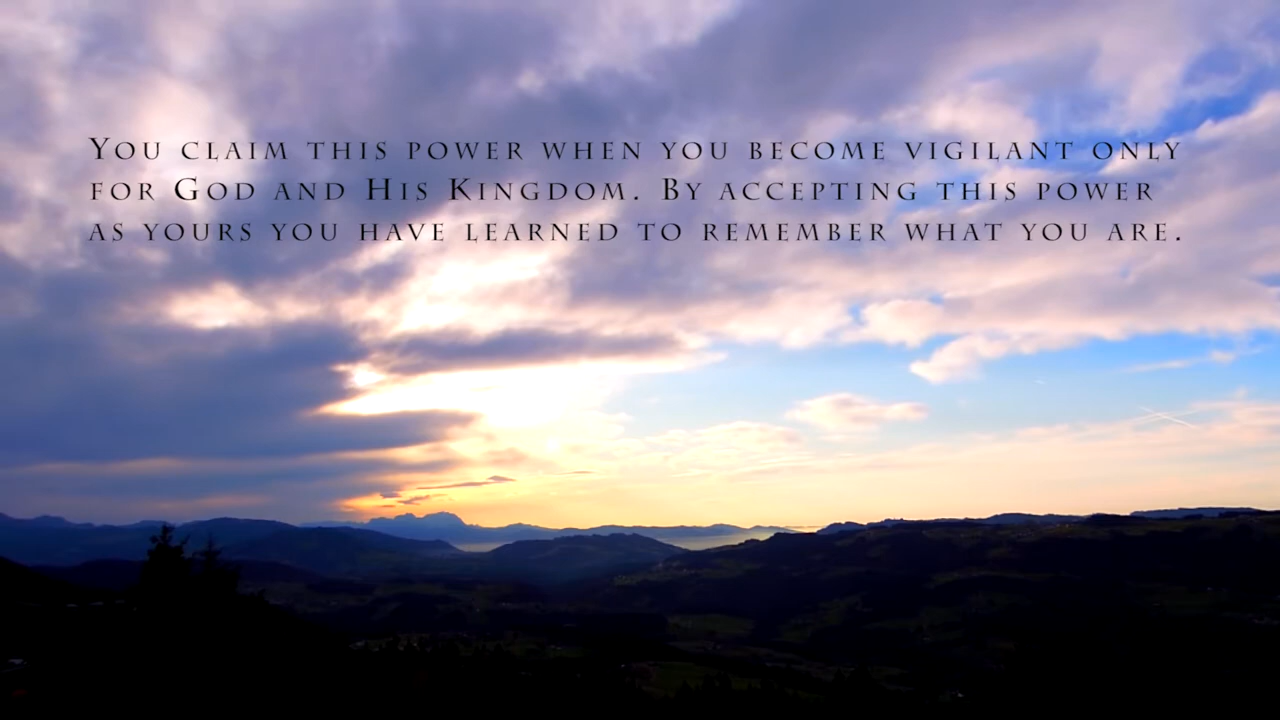 You claim this power when you become vigilant only
for God and His Kingdom. By accepting this power
as yours you have learned to remember what you are.